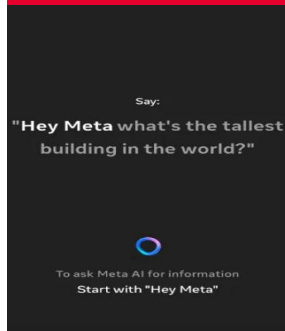 Say:
"Hey Meta what's the tallest
building in the world?"
To ask Meta AI for information
Start with "Hey Meta"